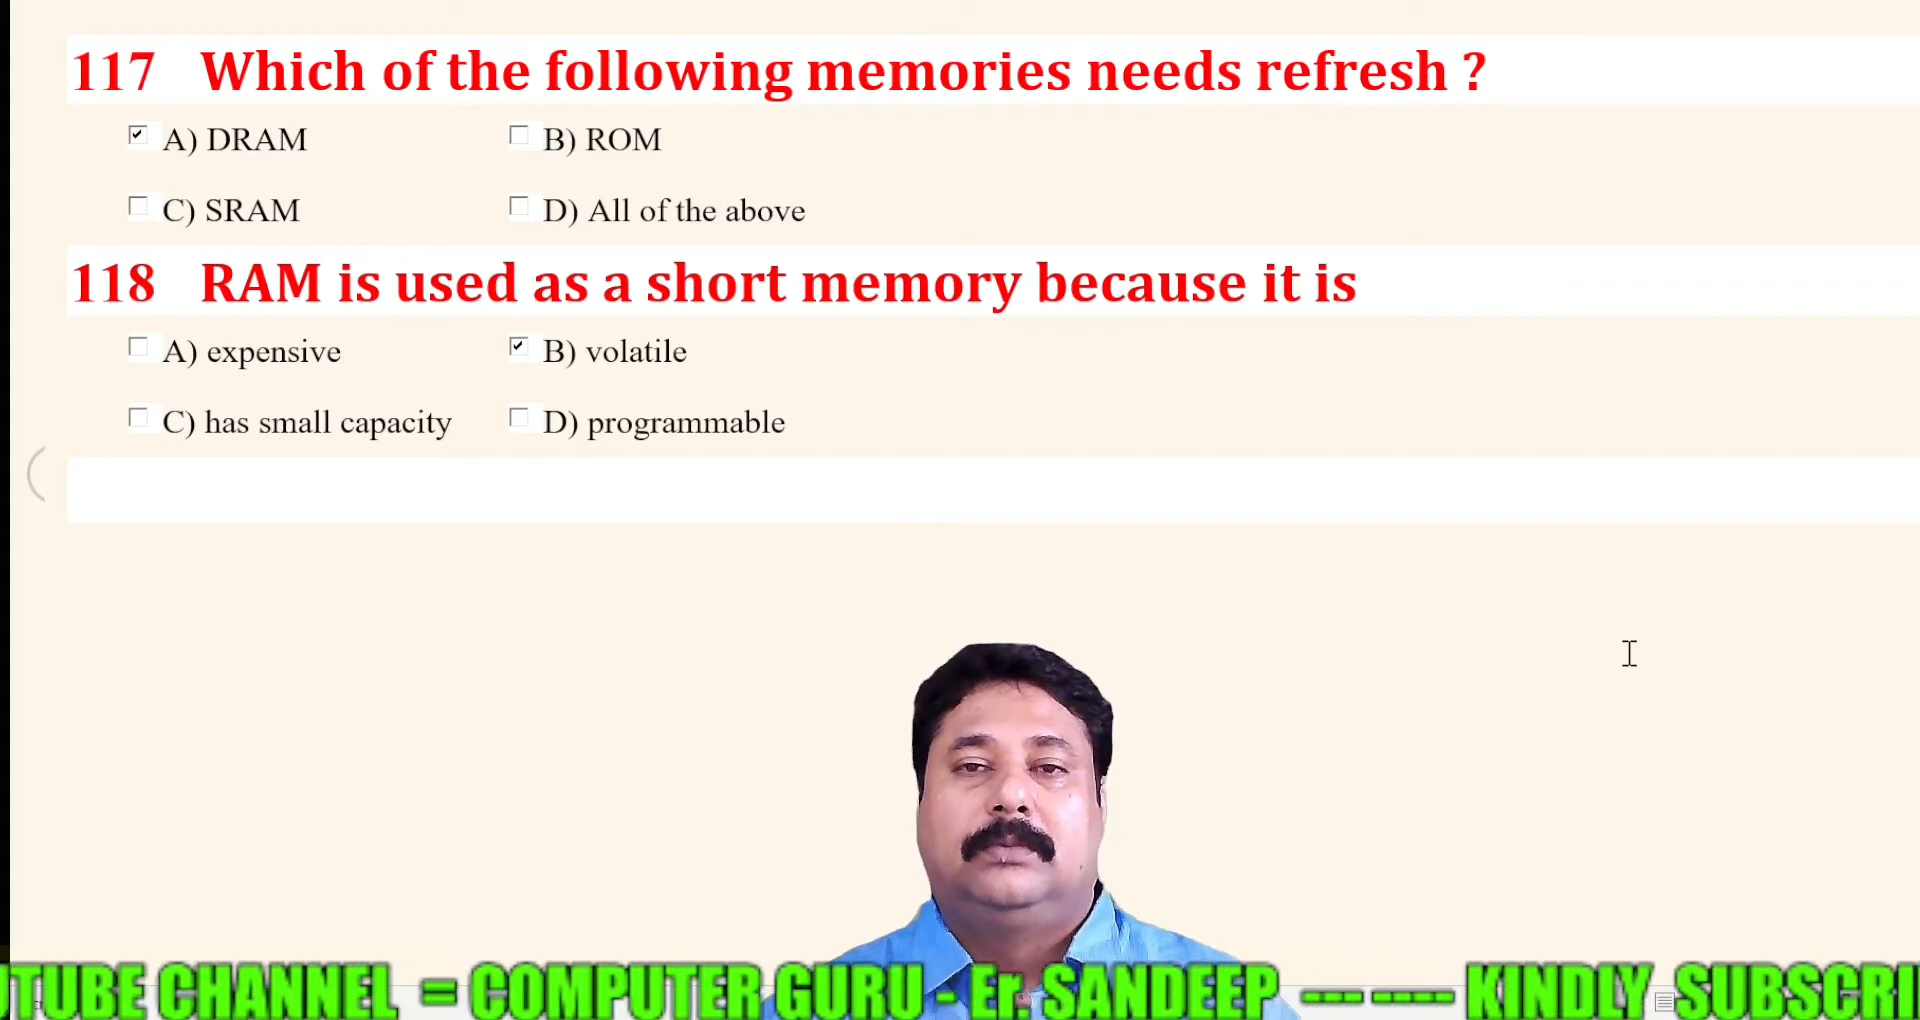 117 Which of the following memories needs refresh ?
A) DRAM B) ROM
C) SRAM D) All of the above
118 RAM is used as a short memory because it is
A) expensive B) volatile
C) has small capacity D) programmable
UTUBE CHANNEL = COMPUTER GURU - Er. SANDEEP --- ---- KINDLY SUBSCRI